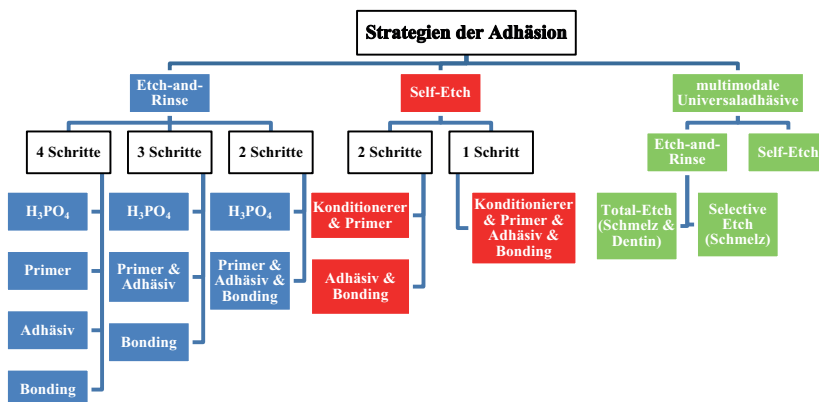 Strategien der Adhäsion
Etch-and-
Rinse
Self-Etch
multimodale
Universaladhäsive
4 Schritte
3 Schritte
2 Schritte
2 Schritte
1 Schritt
Etch-and-
Rinse
Self-Etch
H₃PO₄
Primer
Adhäsiv
Bonding
H₃PO₄
Primer &
Adhäsiv
Bonding
H₃PO₄
Primer &
Adhäsiv &
Bonding
Konditionerer
& Primer
Adhäsiv &
Bonding
Konditionierer
& Primer &
Adhäsiv &
Bonding
Total-Etch
(Schmelz &
Dentin)
Selective
Etch
(Schmelz)